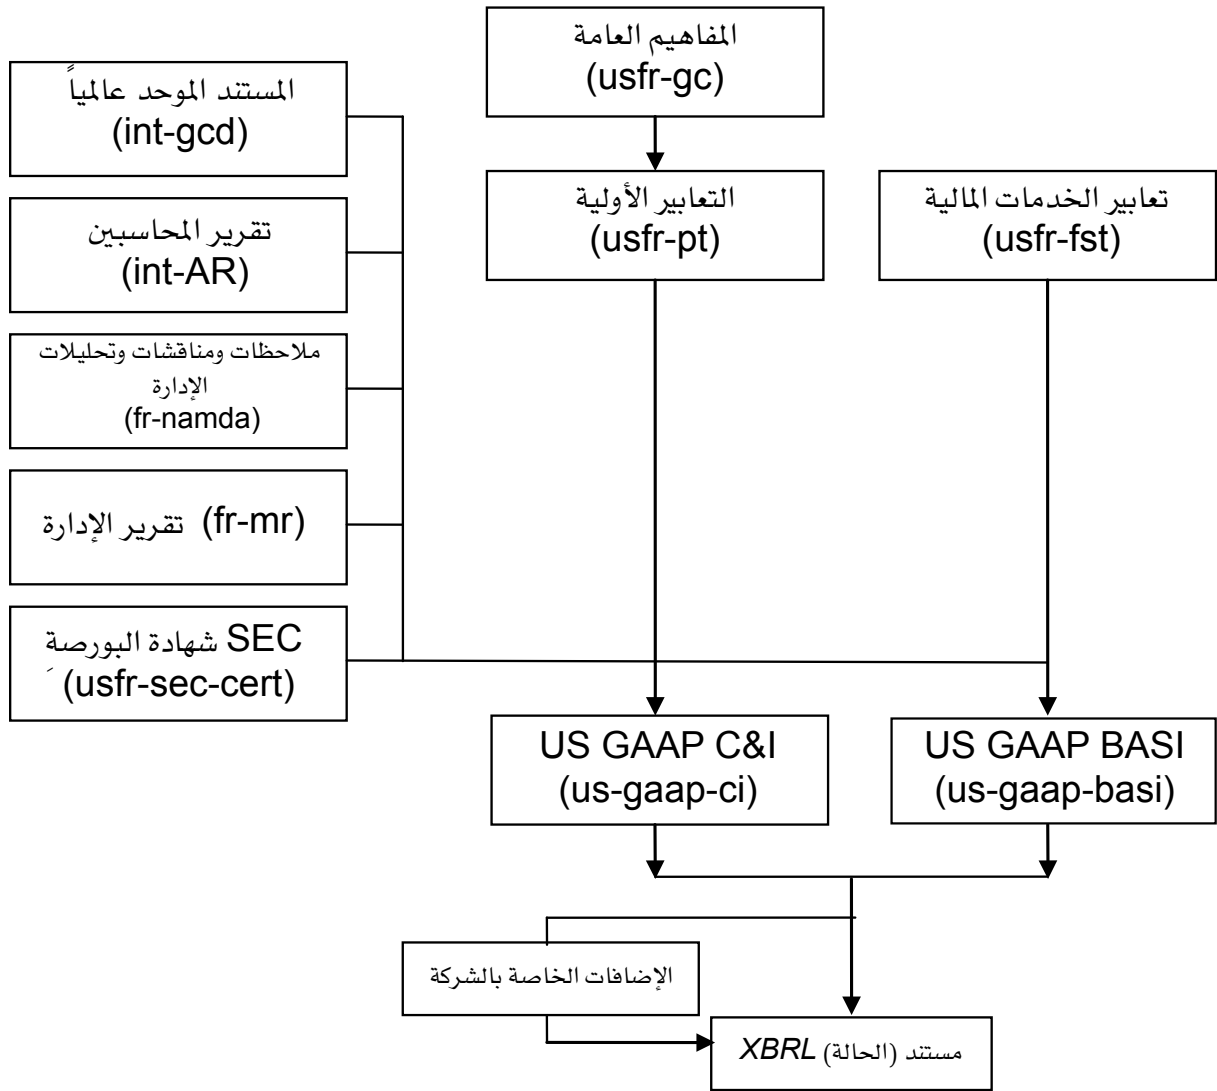 المفاهيم العامة
(usfr-gc)
المستند الموحد عالمياً
(int-gcd)
التعابير الأولية
(usfr-pt)
تعابير الخدمات المالية
(usfr-fst)
تقرير المحاسبين
(int-AR)
ملاحظات ومناقشات وتحليلات
الإدارة
(fr-namda)
تقرير الإدارة (fr-mr)
شهادة البورصة SEC
(usfr-sec-cert)
US GAAP C&I
(us-gaap-ci)
US GAAP BASI
(us-gaap-basi)
الإضافات الخاصة بالشركة
مستند (الحالة) XBRL